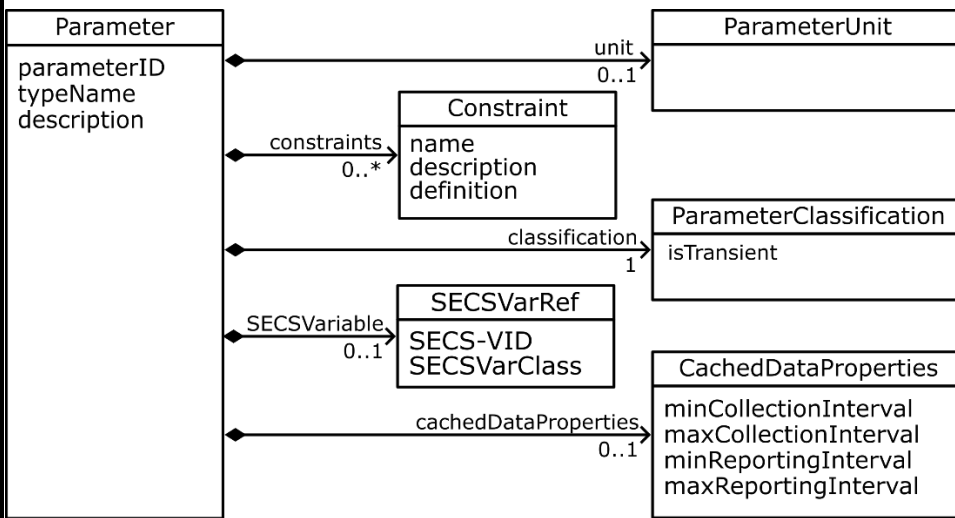 Parameter
parameterID
typeName
description
unit
0..1
ParameterUnit
constraints
0..*
Constraint
name
description
definition
classification
1
ParameterClassification
isTransient
SECSVariable
0..1
SECSVarRef
SECS-VID
SECSVarClass
cachedDataProperties
0..1
CachedDataProperties
minCollectionInterval
maxCollectionInterval
minReportingInterval
maxReportingInterval